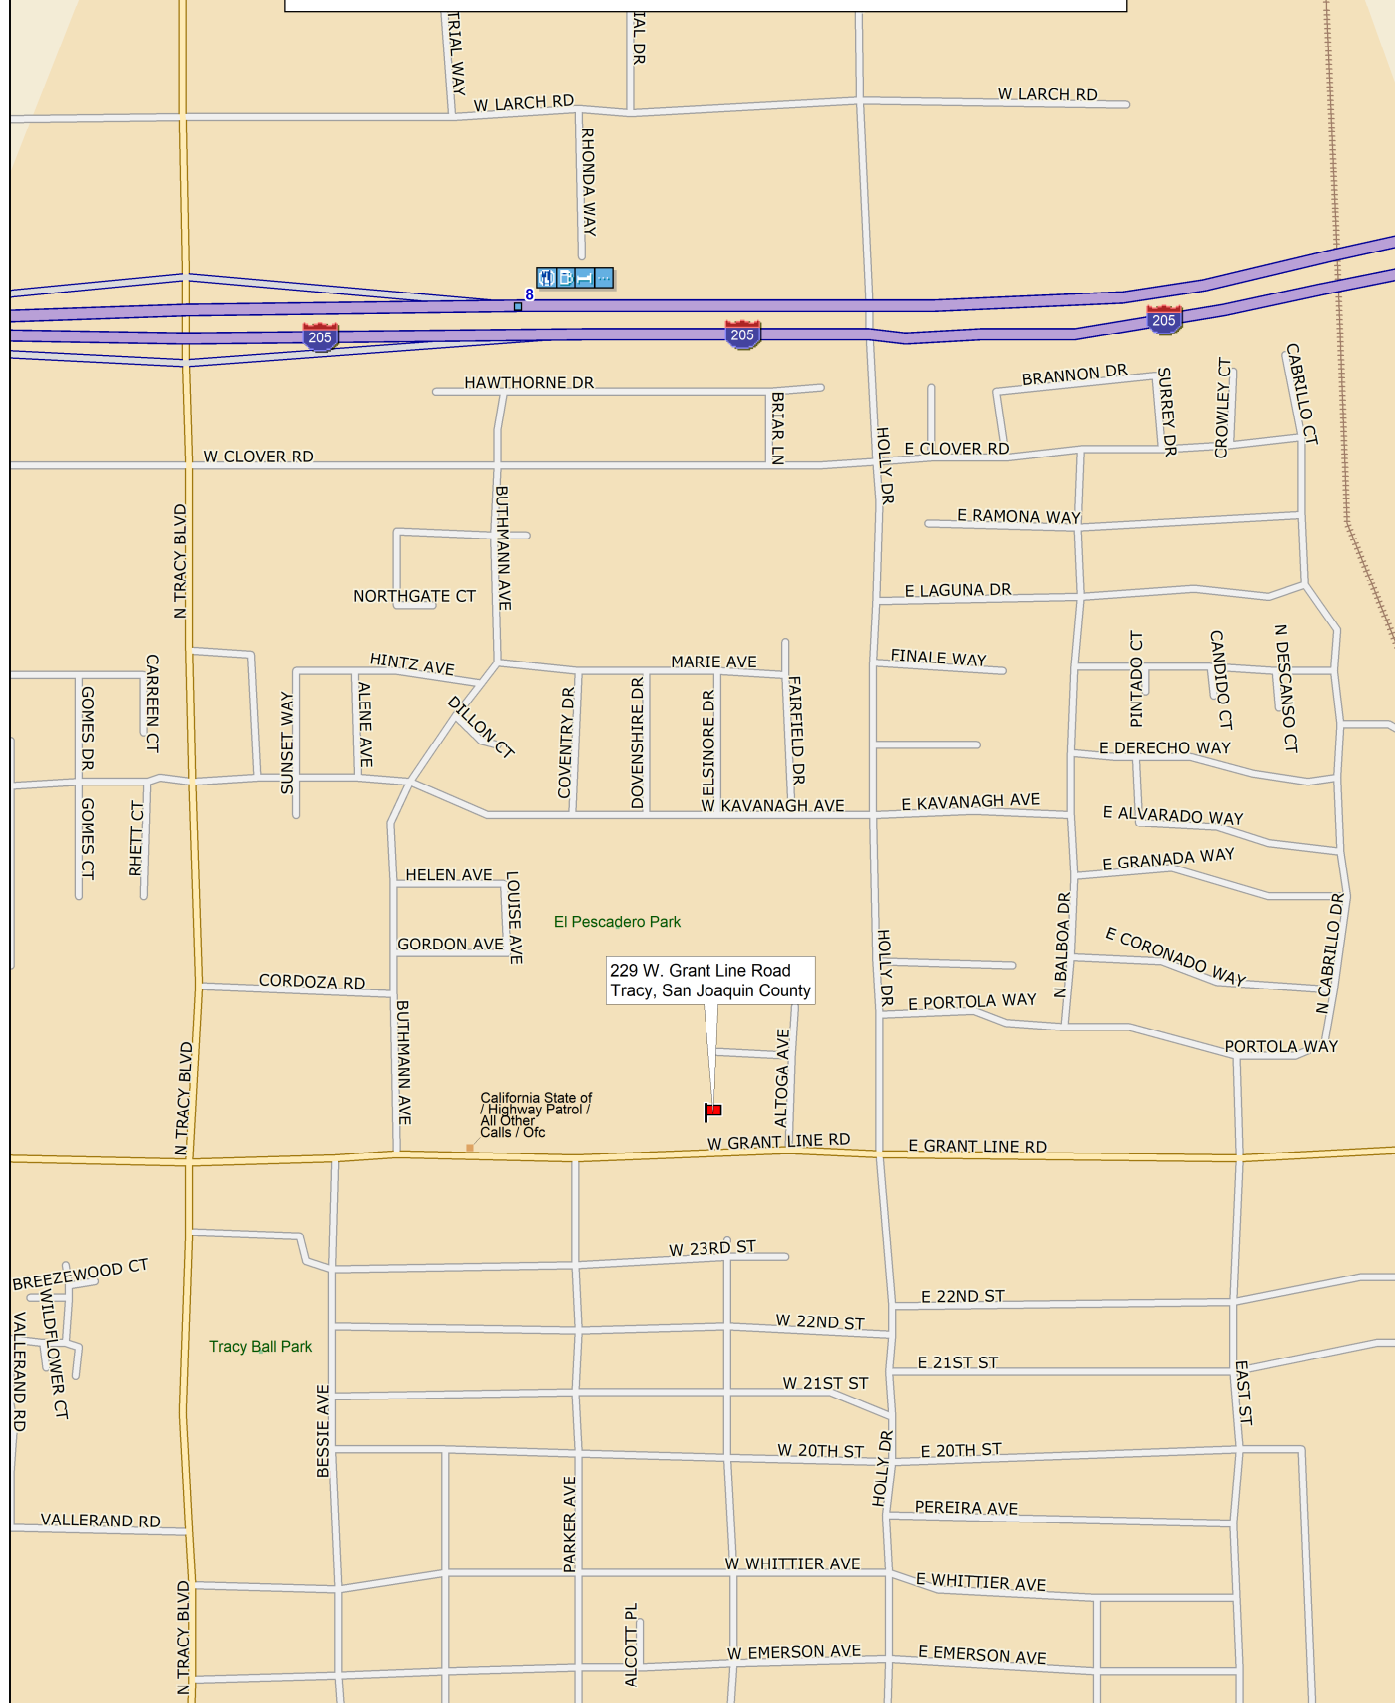 TRIAL WAY
IAL DR
W LARCH RD
W LARCH RD
RHONDA WAY
8
205
205
205
HAWTHORNE DR
BRIAR LN
BRANNON DR
SURREY DR
CROWLEY CT
CABRILLO CT
W CLOVER RD
HOLLY DR
E CLOVER RD
N TRACY BLVD
BUTHMANN AVE
E RAMONA WAY
NORTHGATE CT
E LAGUNA DR
CARREEN CT
GOMES DR
HINTZ AVE
MARIE AVE
FINALE WAY
PINTADO CT
CANDIDO CT
N DESCANSO CT
SUNSET WAY
ALENE AVE
DILLON CT
COVENTRY DR
DOVENSHIRE DR
ELSINORE DR
FAIRFIELD DR
E DERECHO WAY
GOMES CT
RHETT CT
W KAVANAGH AVE
E KAVANAGH AVE
E ALVARADO WAY
E GRANADA WAY
HELEN AVE
LOUISE AVE
El Pescadero Park
GORDON AVE
HOLLY DR
N BALBOA DR
E CORONADO WAY
N CABRILLO DR
229 W. Grant Line Road
Tracy, San Joaquin County
CORDOZA RD
E PORTOLA WAY
PORTOLA WAY
N TRACY BLVD
BUTHMANN AVE
ALTOGA AVE
California State of
/ Highway Patrol /
All Other
Calls / Ofc
W GRANT LINE RD
E GRANT LINE RD
W 23RD ST
BREEZEWOOD CT
WILDFLOWER CT
VALLERAND RD
E 22ND ST
W 22ND ST
Tracy Ball Park
E 21ST ST
W 21ST ST
EAST ST
BESSIE AVE
W 20TH ST
HOLLY DR
E 20TH ST
PARKER AVE
PEREIRA AVE
VALLERAND RD
W WHITTIER AVE
E WHITTIER AVE
N TRACY BLVD
ALCOTT PL
W EMERSON AVE
E EMERSON AVE